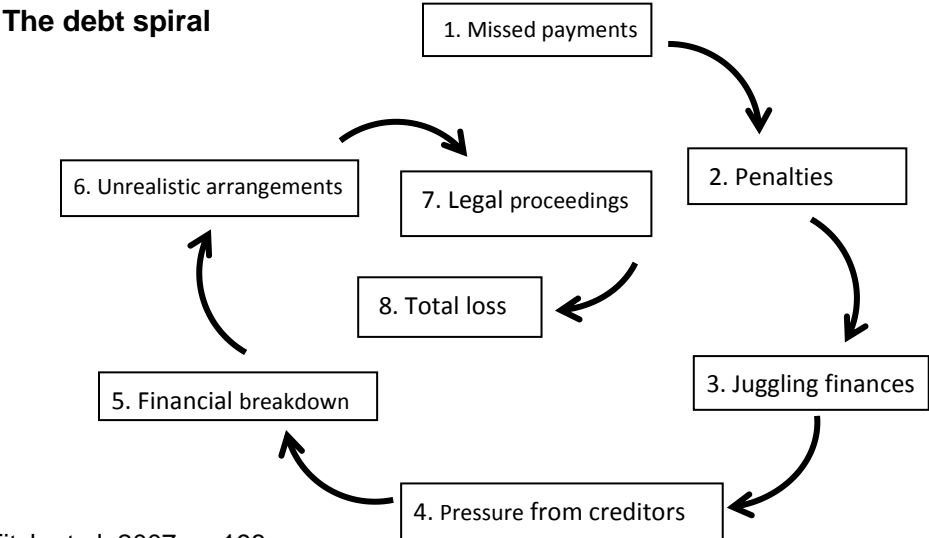 The debt spiral
1. Missed payments
2. Penalties
3. Juggling finances
4. Pressure from creditors
5. Financial breakdown
6. Unrealistic arrangements
7. Legal proceedings
8. Total loss